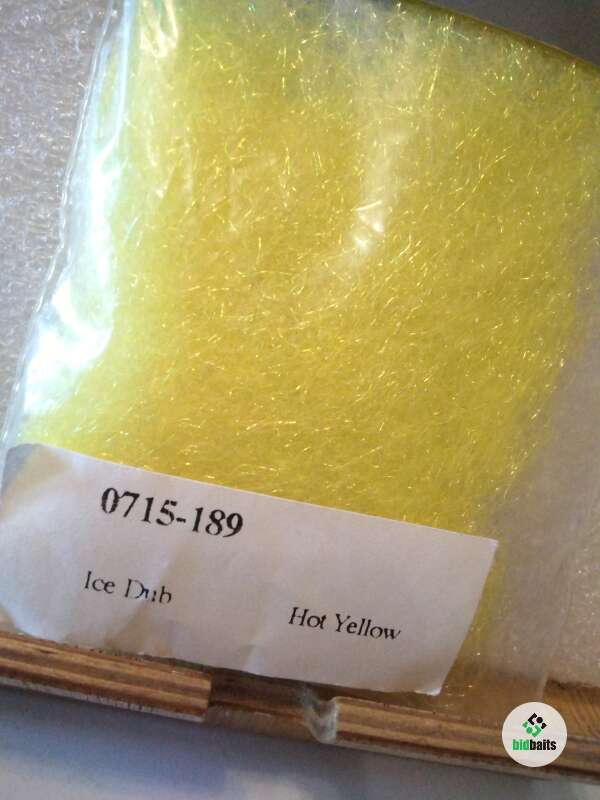 0715-189
Ice Dub
Hot Yellow
bidbaits